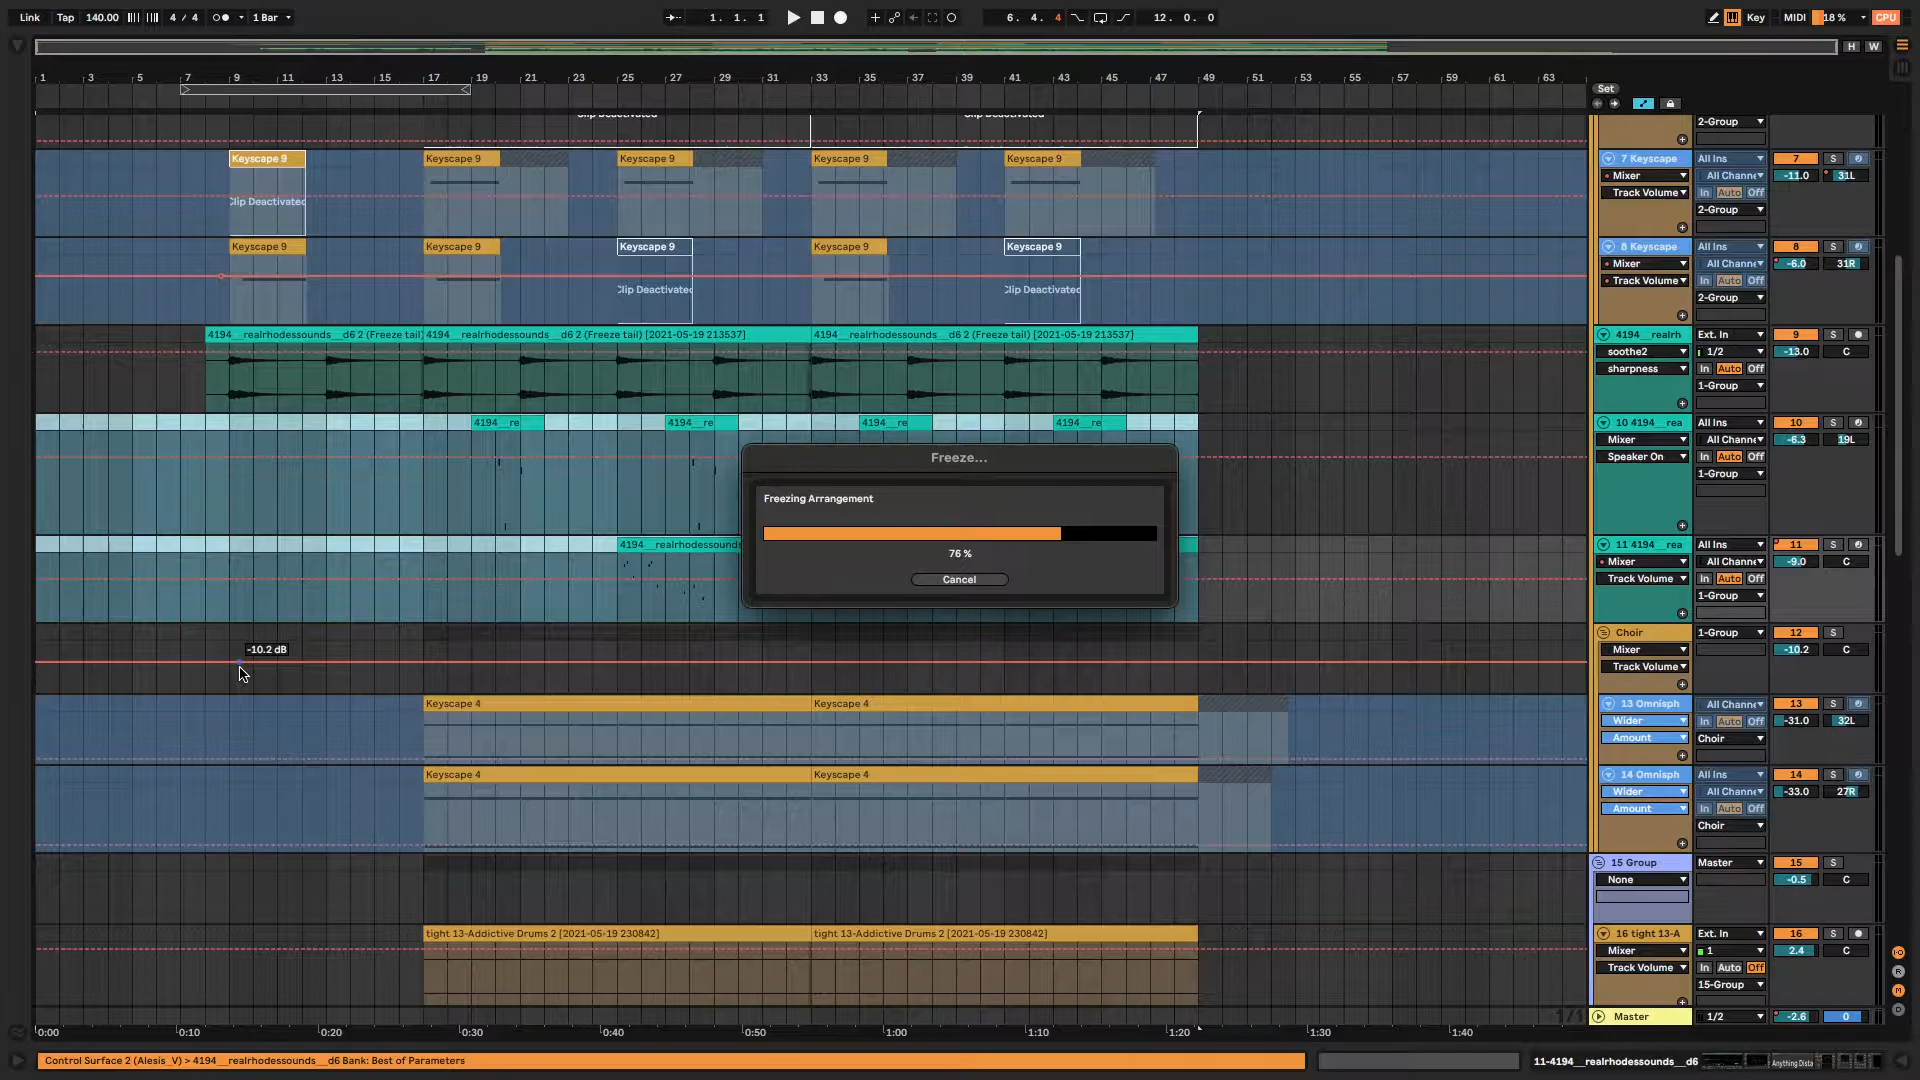 Link Tap 140.00 4 / 4 1 Bar 1. 1. 1 6. 4. 4 12. 0. 0 Key MIDI 18 % CPU
H W
1 3 5 7 9 11 13 15 17 19 21 23 25 27 29 31 33 35 37 39 41 43 45 47 49 51 53 55 57 59 61 63
Set
Clip Deactivated Clip Deactivated
2-Group
Keyscape 9 Keyscape 9 Keyscape 9 Keyscape 9 Keyscape 9 7 Keyscape All Ins 7 S
Mixer All Channe -11.0 31L
Clip Deactivated Track Volume In Auto Off
2-Group
Keyscape 9 Keyscape 9 Keyscape 9 Keyscape 9 Keyscape 9 8 Keyscape All Ins 8 S
Mixer All Channe -6.0 31R
Clip Deactivated Clip Deactivated Track Volume In Auto Off
2-Group
4194__realrhodessounds__d6 2 (Freeze tail) 4194__realrhodessounds__d6 2 (Freeze tail) [2021-05-19 213537] 4194__realrhodessounds__d6 2 (Freeze tail) [2021-05-19 213537] 4194__realrh Ext. In 9 S
soothe2 1/2 -13.0 C
sharpness In Auto Off
1-Group
4194__re 4194__re 4194__re 4194__re 10 4194__rea All Ins 10 S
Mixer All Channe -6.3 19L
Speaker On In Auto Off
1-Group
Freeze...
Freezing Arrangement
76 %
Cancel
4194__realrhodessounds 11 4194__rea All Ins 11 S
Mixer All Channe -9.0 C
Track Volume In Auto Off
1-Group
Choir 1-Group 12 S
-10.2 dB Mixer -10.2 C
Track Volume
Keyscape 4 Keyscape 4 13 Omnisph All Channe 13 S
Wider In Auto Off -31.0 32L
Amount Choir
Keyscape 4 Keyscape 4 14 Omnisph All Ins 14 S
Wider All Channe -33.0 27R
Amount In Auto Off
Choir
15 Group Master 15 S
None -0.5 C
tight 13-Addictive Drums 2 [2021-05-19 230842] tight 13-Addictive Drums 2 [2021-05-19 230842] 16 tight 13-A Ext. In 16 S
Mixer 1 2.4 C
Track Volume In Auto Off
15-Group
1/1 Master 1/2 -2.6 0
0:00 0:10 0:20 0:30 0:40 0:50 1:00 1:10 1:20 1:30 1:40
Control Surface 2 (Alesis_V) > 4194__realrhodessounds__d6 Bank: Best of Parameters 11-4194__realrhodessounds__d6 Anything Dista